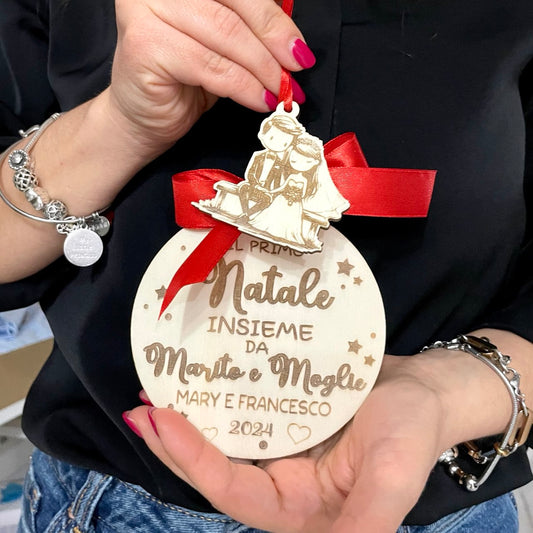 IL PRIMO
Natale
INSIEME
DA
Marito e Moglie
MARY E FRANCESCO
2024